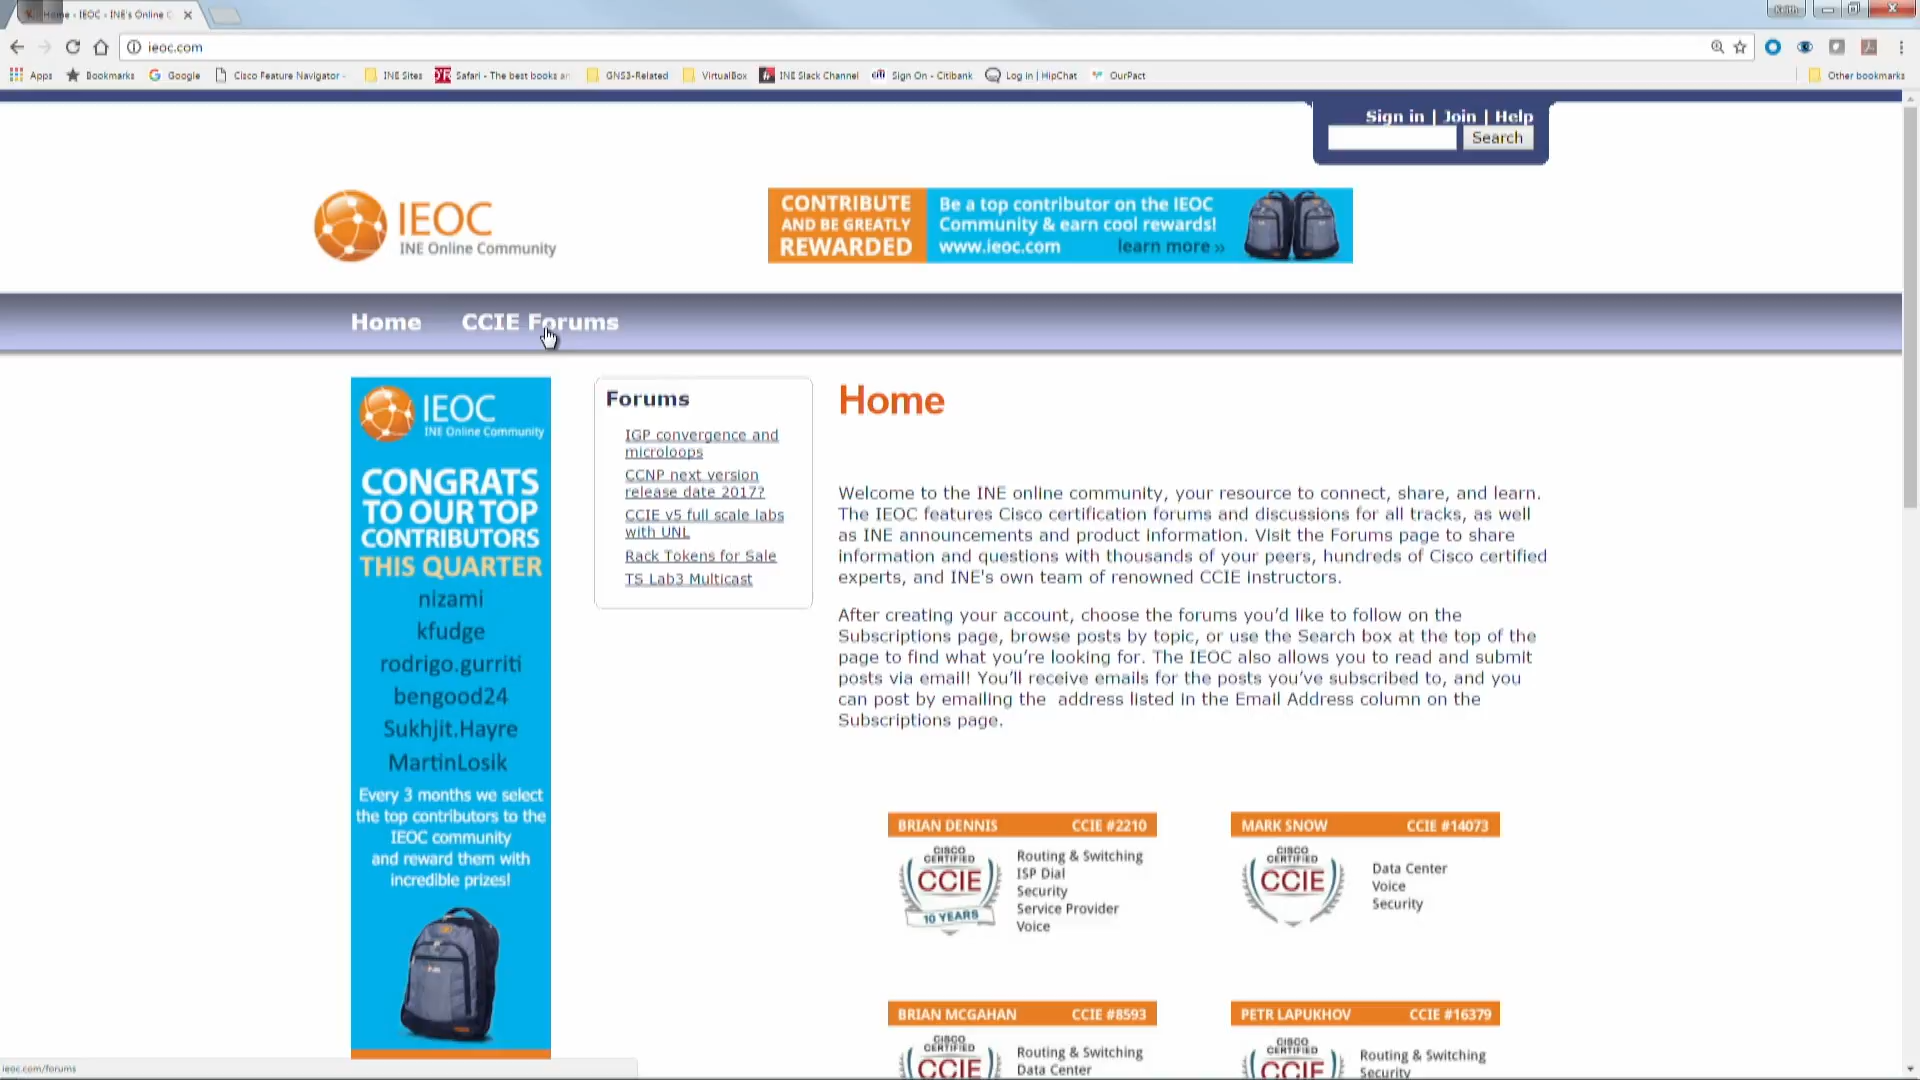 Home - IEOC - INE's Online C
Keith
ieoc.com
Apps
Bookmarks
Google
Cisco Feature Navigator -
INE Sites
Safari - The best books an
GNS3-Related
VirtualBox
INE Slack Channel
citi
Sign On - Citibank
Log In | HipChat
OurPact
Other bookmarks
Sign in | Join | Help
Search
IEOC
INE Online Community
CONTRIBUTE
AND BE GREATLY
REWARDED
Be a top contributor on the IEOC
Community & earn cool rewards!
www.ieoc.com learn more »
Home
CCIE Forums
IEOC
INE Online Community
CONGRATS
TO OUR TOP
CONTRIBUTORS
THIS QUARTER
nizami
kfudge
rodrigo.gurriti
bengood24
Sukhjit.Hayre
MartinLosik
Every 3 months we select
the top contributors to the
IEOC community
and reward them with
incredible prizes!
Forums
IGP convergence and
microloops
CCNP next version
release date 2017?
CCIE v5 full scale labs
with UNL
Rack Tokens for Sale
TS Lab3 Multicast
Home
Welcome to the INE online community, your resource to connect, share, and learn.
The IEOC features Cisco certification forums and discussions for all tracks, as well
as INE announcements and product information. Visit the Forums page to share
information and questions with thousands of your peers, hundreds of Cisco certified
experts, and INE's own team of renowned CCIE instructors.
After creating your account, choose the forums you’d like to follow on the
Subscriptions page, browse posts by topic, or use the Search box at the top of the
page to find what you’re looking for. The IEOC also allows you to read and submit
posts via email! You’ll receive emails for the posts you’ve subscribed to, and you
can post by emailing the address listed in the Email Address column on the
Subscriptions page.
BRIAN DENNIS CCIE #2210
CISCO
CERTIFIED
CCIE
10 YEARS
Routing & Switching
ISP Dial
Security
Service Provider
Voice
MARK SNOW CCIE #14073
CISCO
CERTIFIED
CCIE
Data Center
Voice
Security
BRIAN MCGAHAN CCIE #8593
CISCO
CERTIFIED
CCIE
Routing & Switching
Data Center
PETR LAPUKHOV CCIE #16379
CISCO
CERTIFIED
CCIE
Routing & Switching
Security
ieoc.com/forums